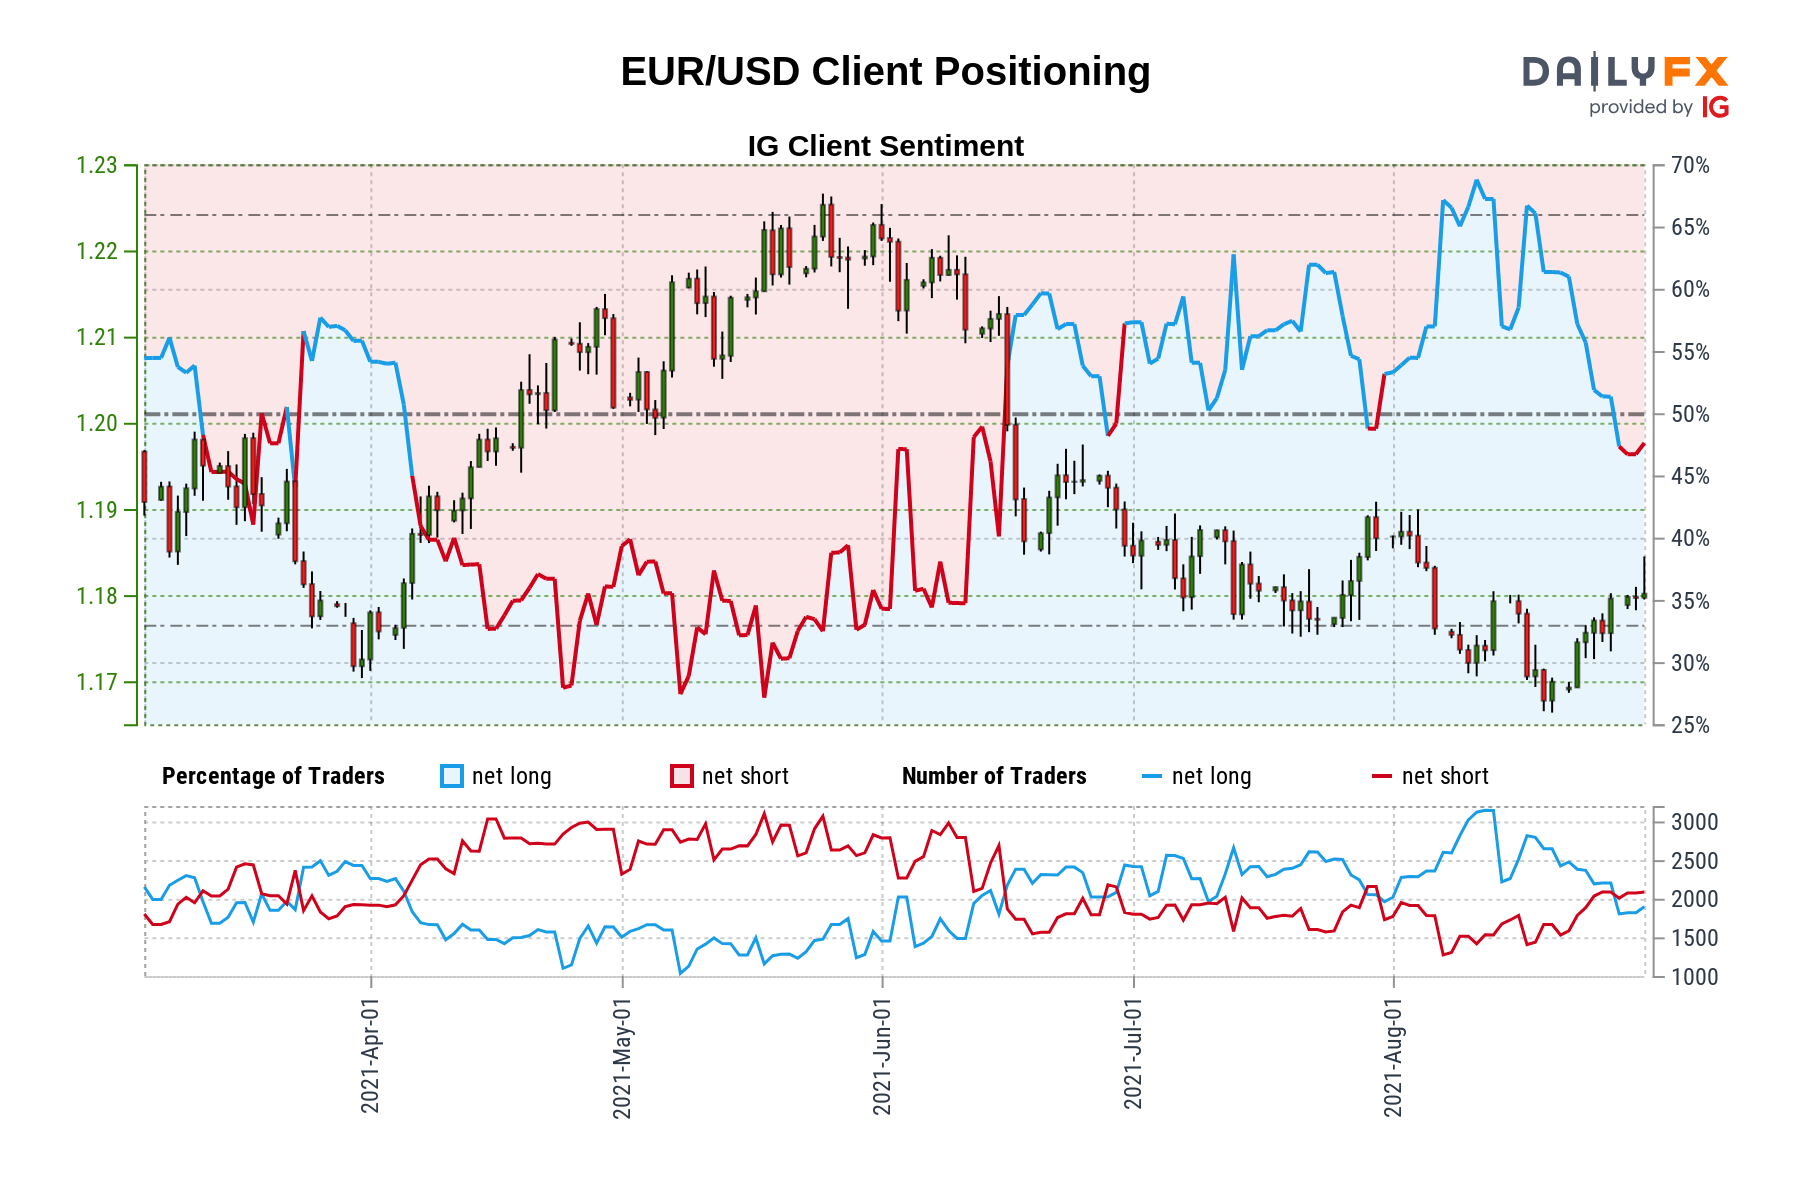 EUR/USD Client Positioning
DAILYFX
provided by IG
IG Client Sentiment
1.23
1.22
1.21
1.20
1.19
1.18
1.17
70%
65%
60%
55%
50%
45%
40%
35%
30%
25%
Percentage of Traders net long net short Number of Traders net long net short
3000
2500
2000
1500
1000
2021-Apr-01
2021-May-01
2021-Jun-01
2021-Jul-01
2021-Aug-01